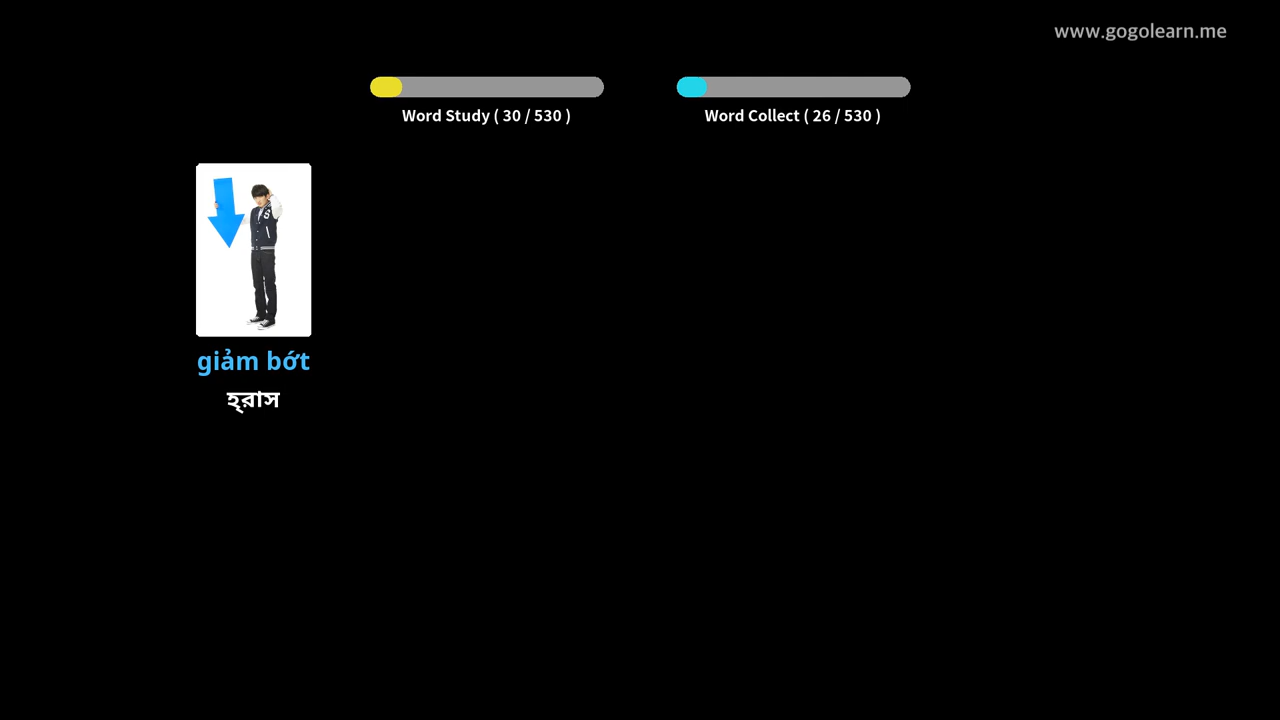 www.gogolearn.me
Word Study ( 30 / 530 )
Word Collect ( 26 / 530 )
S
giảm bớt
হ্রাস